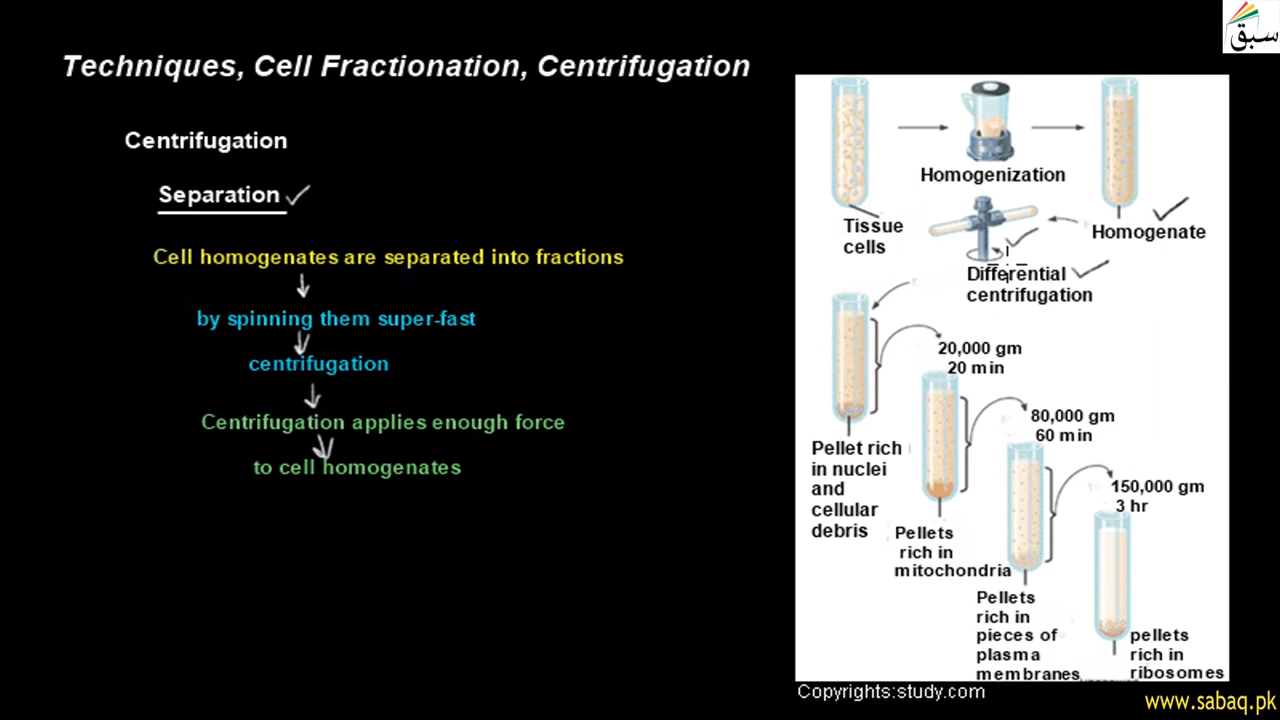 سبق
Techniques, Cell Fractionation, Centrifugation
Centrifugation
Separation
Cell homogenates are separated into fractions
by spinning them super-fast
centrifugation
Centrifugation applies enough force
to cell homogenates
Homogenization
Tissue
cells
Homogenate
Differential
centrifugation
20,000 gm
20 min
80,000 gm
60 min
150,000 gm
3 hr
Pellet rich
in nuclei
and
cellular
debris
Pellets
rich in
mitochondria
Pellets
rich in
pieces of
plasma
membranes
pellets
rich in
ribosomes
Copyrights:study.com
www.sabaq.pk